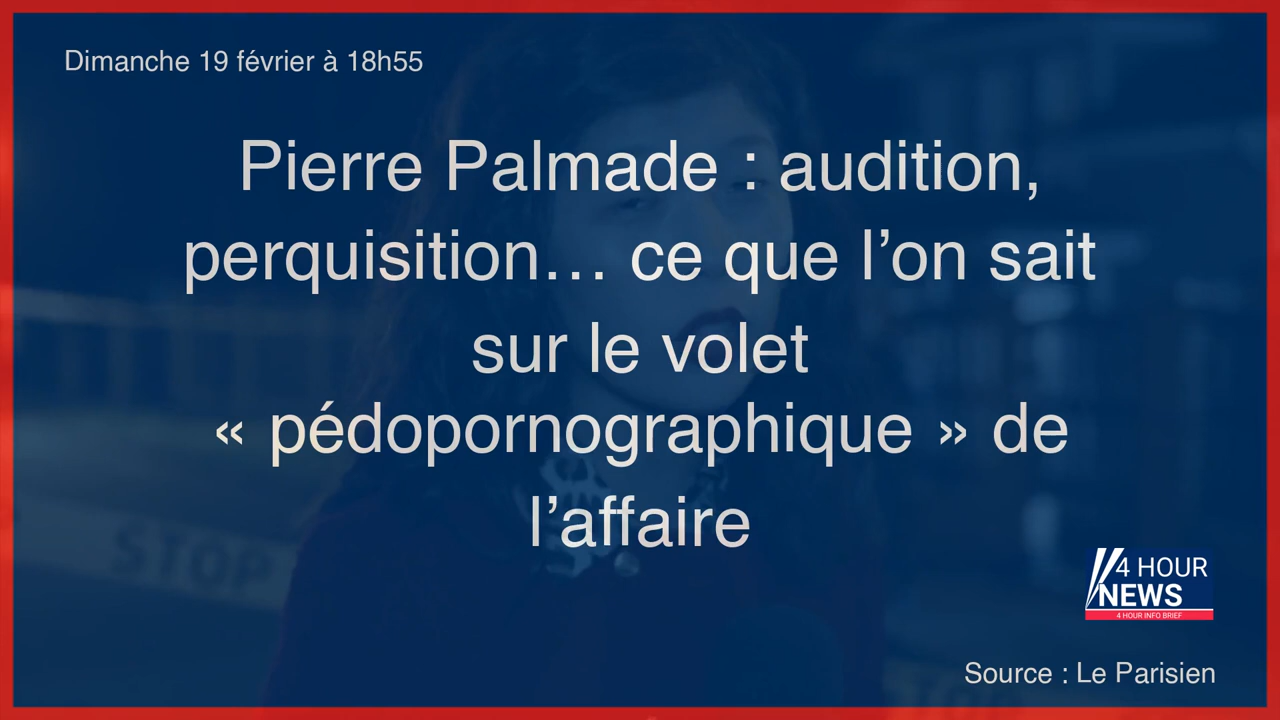 Dimanche 19 février à 18h55
Pierre Palmade : audition,
perquisition… ce que l’on sait
sur le volet
« pédopornographique » de
l’affaire
STOP
4 HOUR
NEWS
4 HOUR INFO BRIEF
Source : Le Parisien